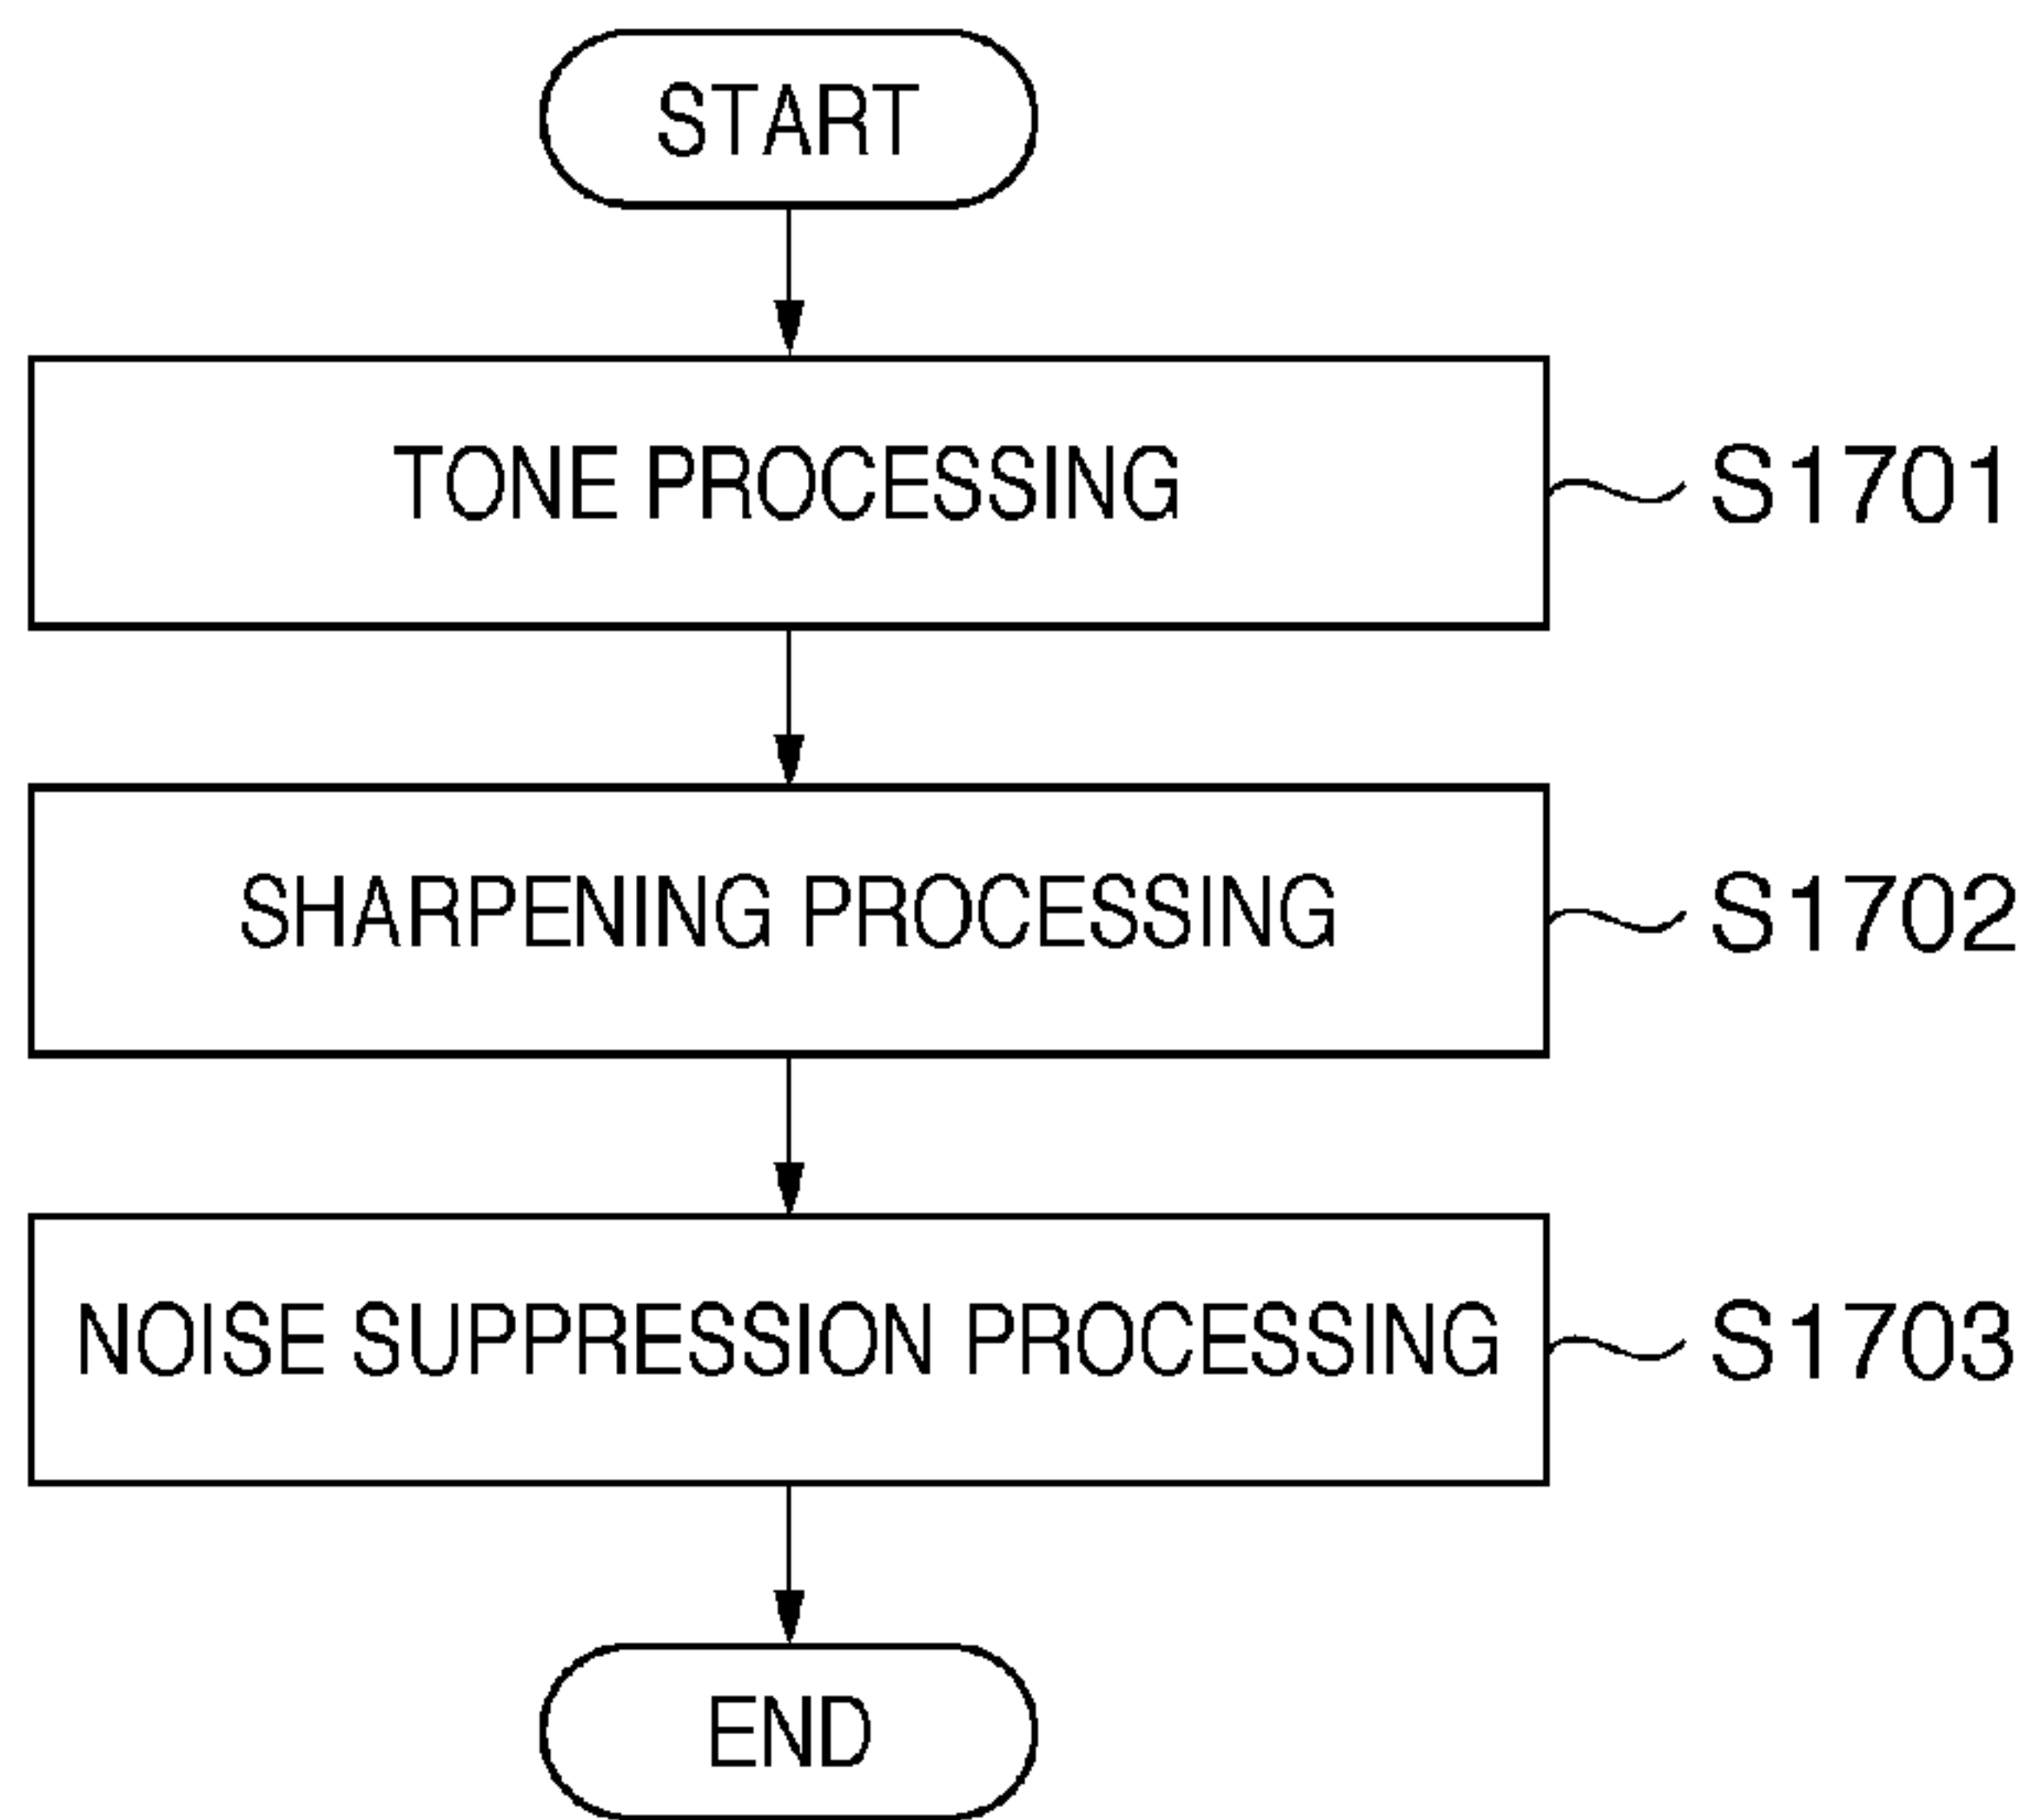 START
TONE PROCESSING
S1701
SHARPENING PROCESSING
S1702
NOISE SUPPRESSION PROCESSING
S1703
END